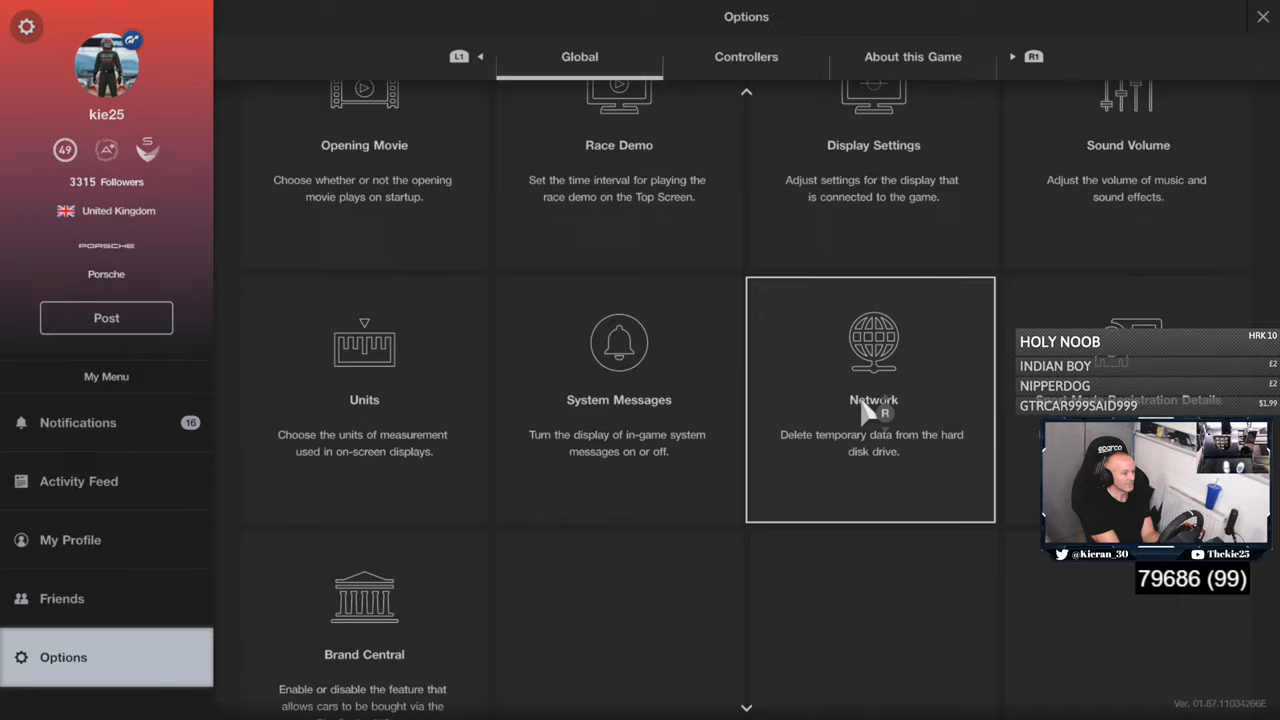 Options
L1
Global
Controllers
About this Game
R1
kie25
49
A+
S
3315 Followers
United Kingdom
PORSCHE
Porsche
Post
My Menu
Notifications
16
Activity Feed
My Profile
Friends
Options
Opening Movie
Choose whether or not the opening
movie plays on startup.
Race Demo
Set the time interval for playing the
race demo on the Top Screen.
Display Settings
Adjust settings for the display that
is connected to the game.
Sound Volume
Adjust the volume of music and
sound effects.
Units
Choose the units of measurement
used in on-screen displays.
System Messages
Turn the display of in-game system
messages on or off.
Network
R
Delete temporary data from the hard
disk drive.
Registration Details
HOLY NOOB HRK 10
INDIAN BOY £2
NIPPERDOG £2
GTRCAR999SAID999 $1.99
sparco
@Kieran_30
Thekie25
79686 (99)
Brand Central
Enable or disable the feature that
allows cars to be bought via the
Ver. 01.67.11034266E